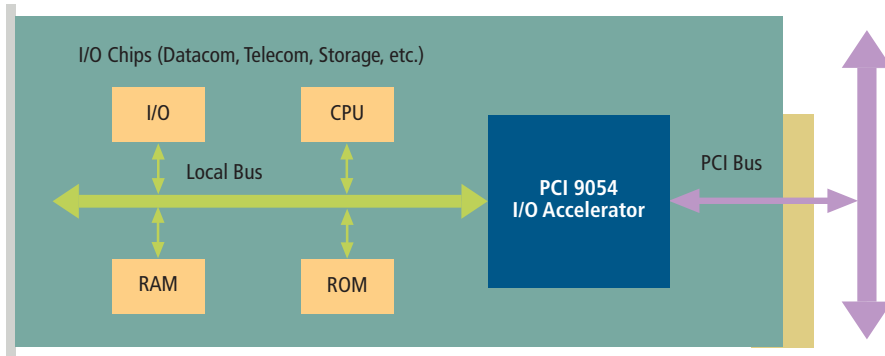 I/O Chips (Datacom, Telecom, Storage, etc.)
I/O
CPU
Local Bus
PCI 9054
I/O Accelerator
PCI Bus
RAM
ROM